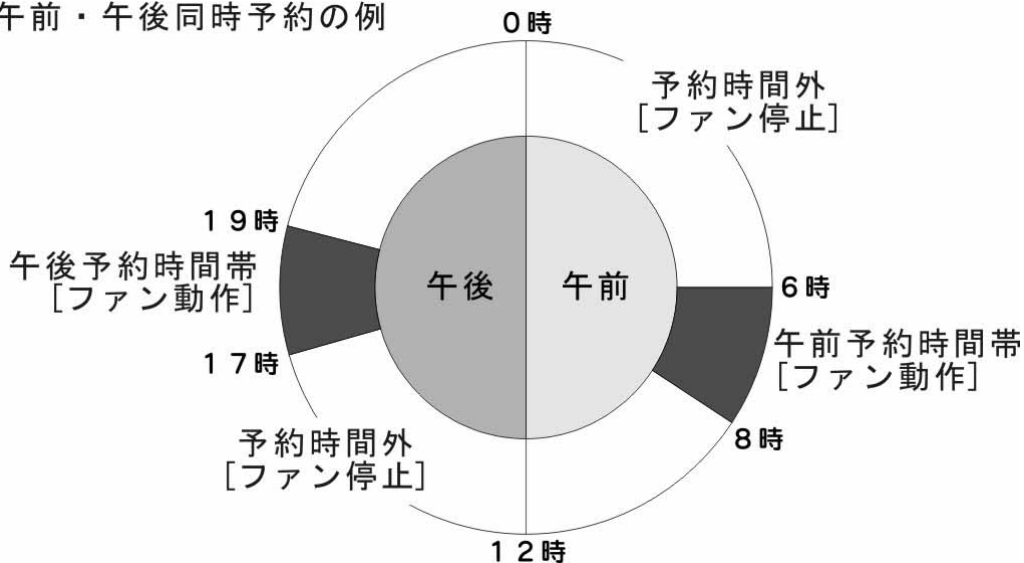 午前・午後同時予約の例
0時
予約時間外
[ファン停止]
19時
午後予約時間帯
[ファン動作]
午後
午前
6時
午前予約時間帯
[ファン動作]
17時
8時
予約時間外
[ファン停止]
12時